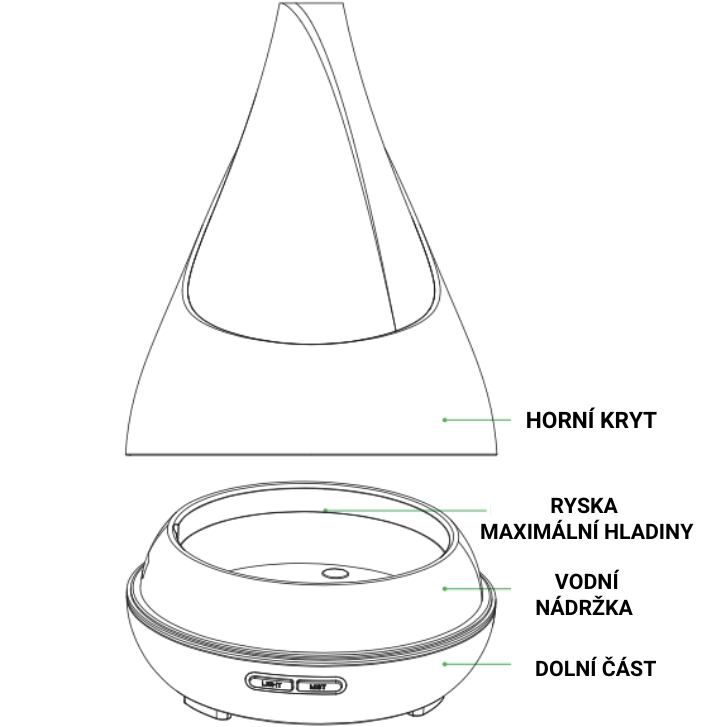 HORNÍ KRYT
RYSKA
MAXIMÁLNÍ HLADINY
VODNÍ
NÁDRŽKA
DOLNÍ ČÁST
LIGHT MIST